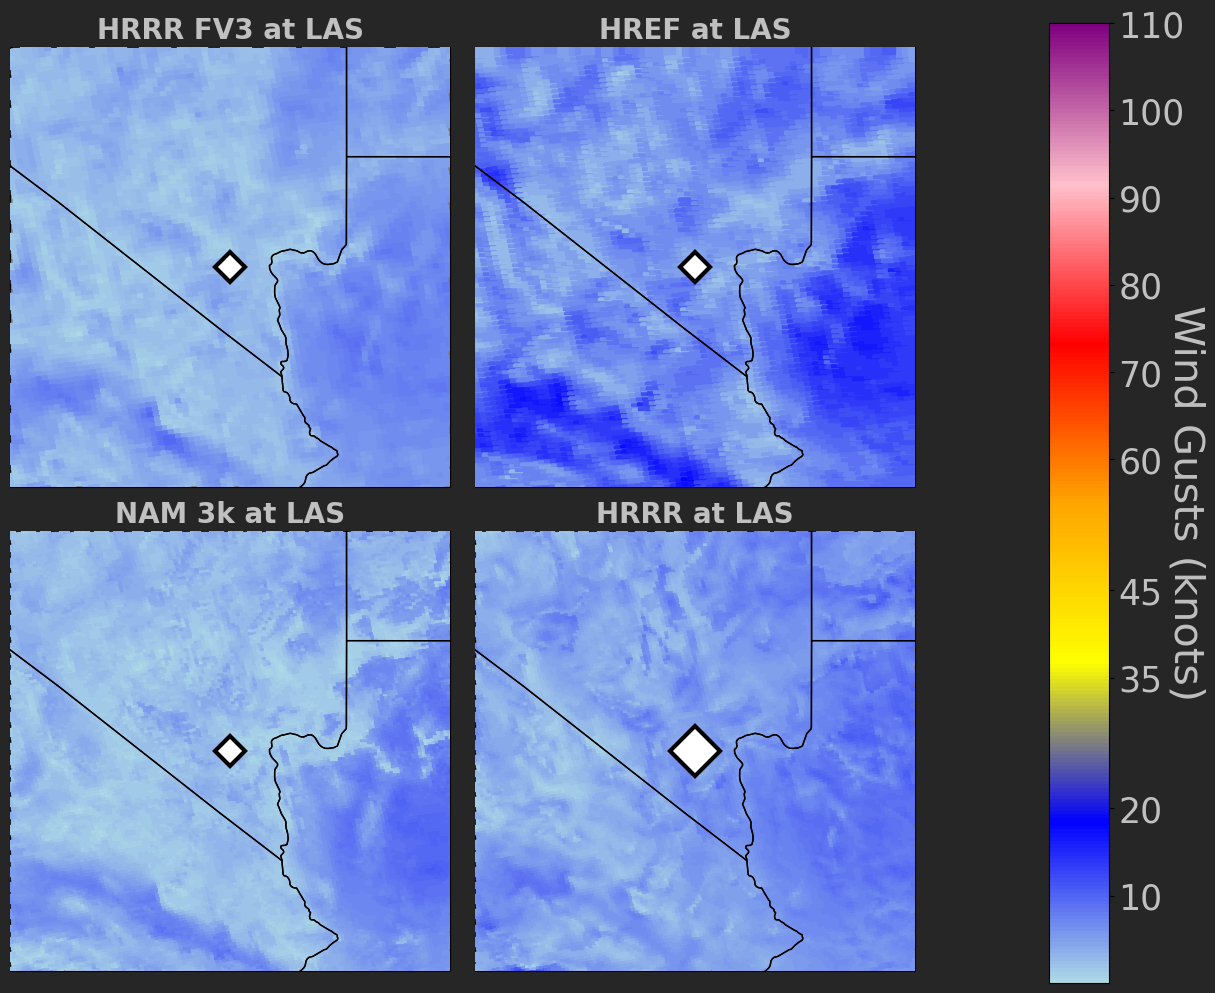 HRRR FV3 at LAS
HREF at LAS
NAM 3k at LAS
HRRR at LAS
110
100
90
80
70
60
45
35
20
10
Wind Gusts (knots)